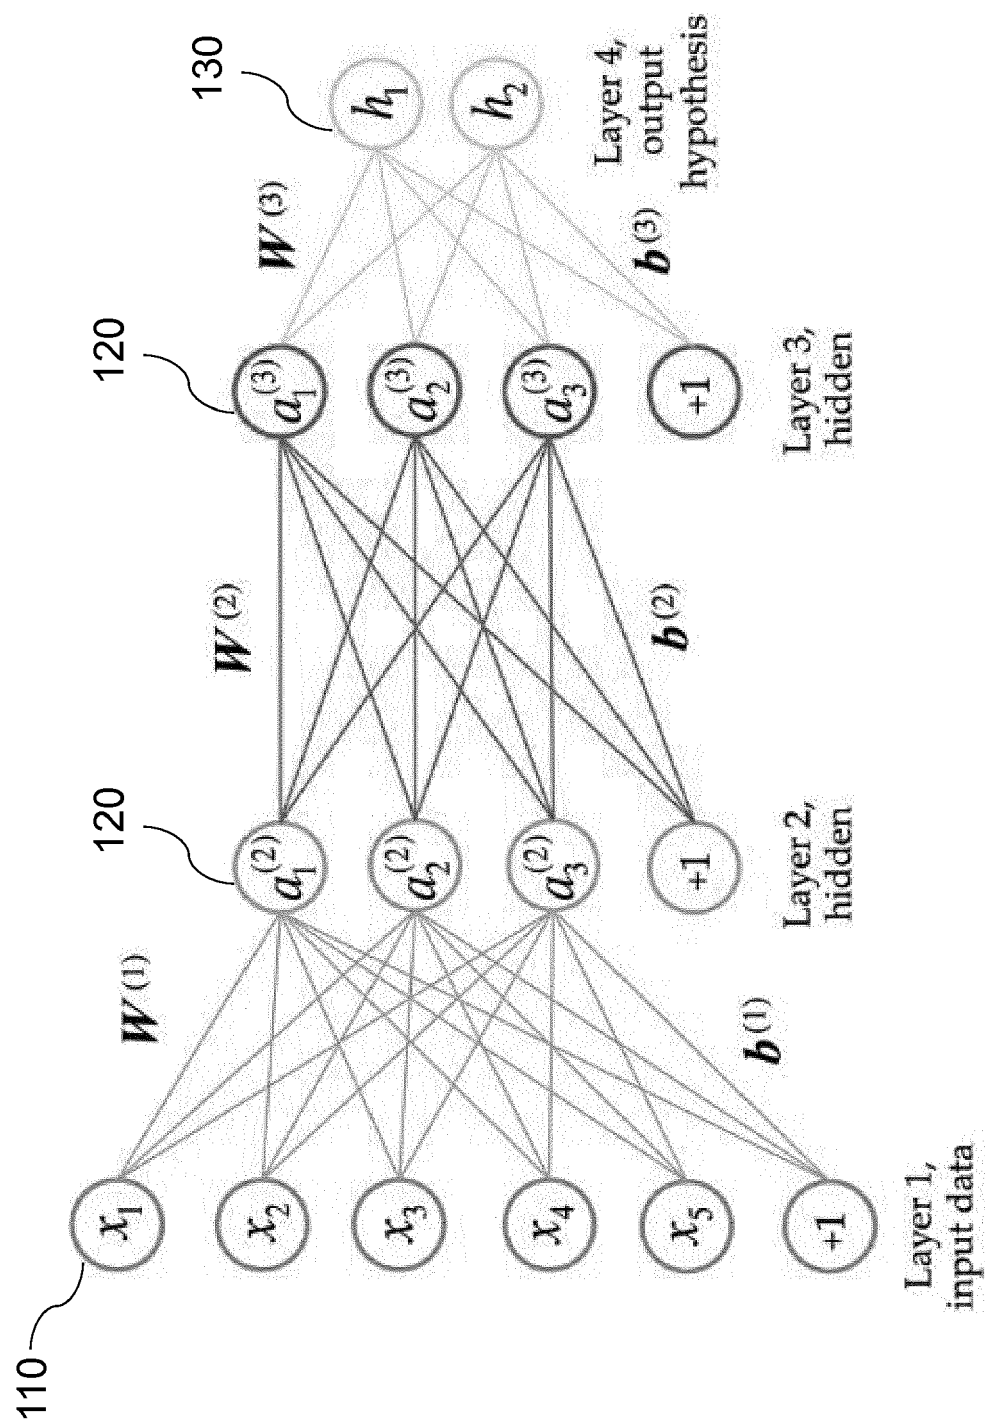 110
120
120
130
W(1)
W(2)
W(3)
x1
x2
x3
x4
x5
+1
a1(2)
a2(2)
a3(2)
+1
a1(3)
a2(3)
a3(3)
+1
h1
h2
b(1)
b(2)
b(3)
Layer 1,
input data
Layer 2,
hidden
Layer 3,
hidden
Layer 4,
output
hypothesis